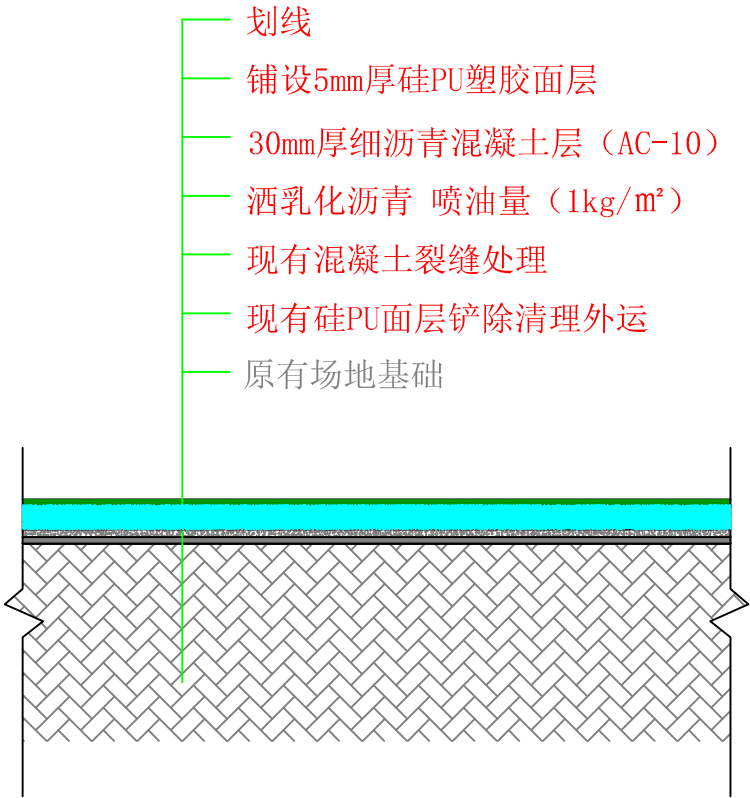 划线
铺设5mm厚硅PU塑胶面层
30mm厚细沥青混凝土层（AC-10）
洒乳化沥青 喷油量（1kg/㎡）
现有混凝土裂缝处理
现有硅PU面层铲除清理外运
原有场地基础